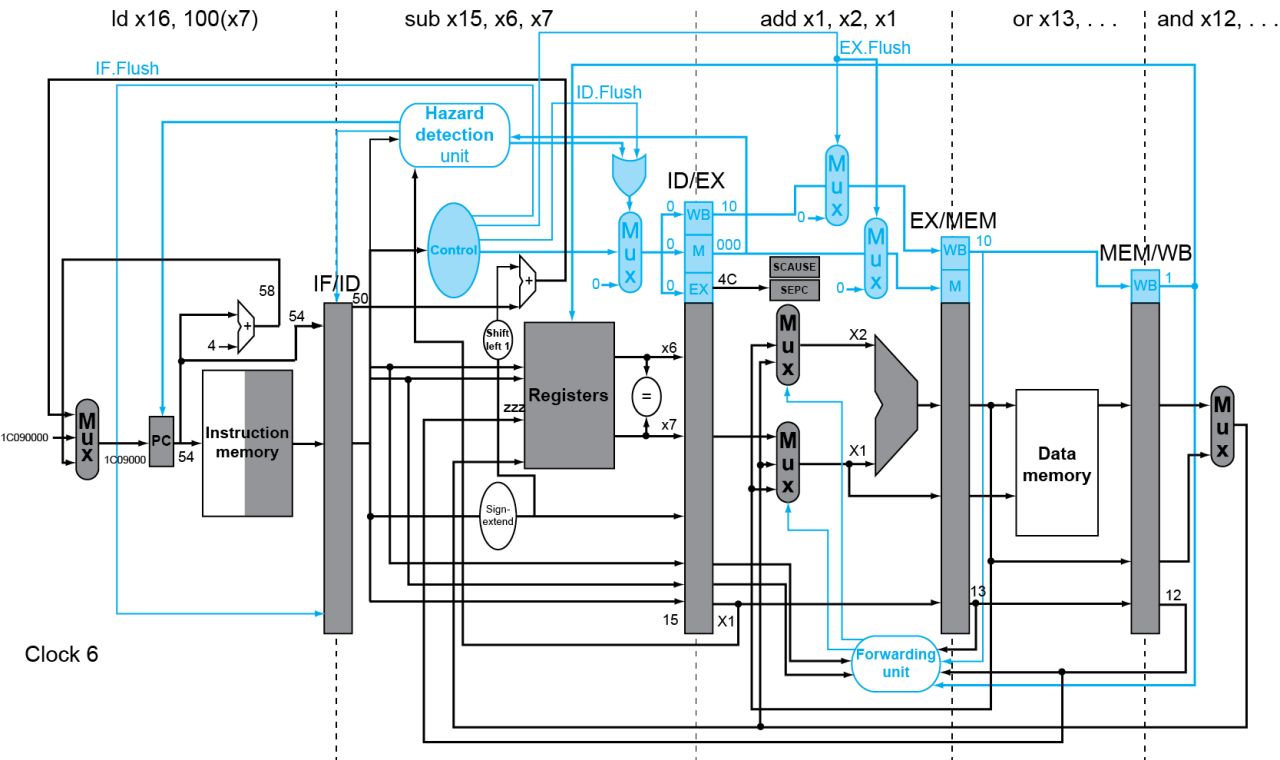 ld x16, 100(x7)
sub x15, x6, x7
add x1, x2, x1
or x13, . . .
and x12, . . .
IF.Flush
EX.Flush
ID.Flush
Hazard
detection
unit
Mux
ID/EX
0
WB
10
Control
Mux
0
M
000
Mux
0
Mux
EX/MEM
WB
10
MEM/WB
IF/ID
SCAUSE
58
+
0
0
EX
4C
SEPC
0
M
WB
1
50
54
+
4
Shift
left 1
Mux
X2
x6
Registers
=
Mux
zzz
x7
Mux
X1
Mux
1C090000
1C09000
PC
54
Instruction
memory
Data
memory
Sign-
extend
15
X1
13
12
Clock 6
Forwarding
unit